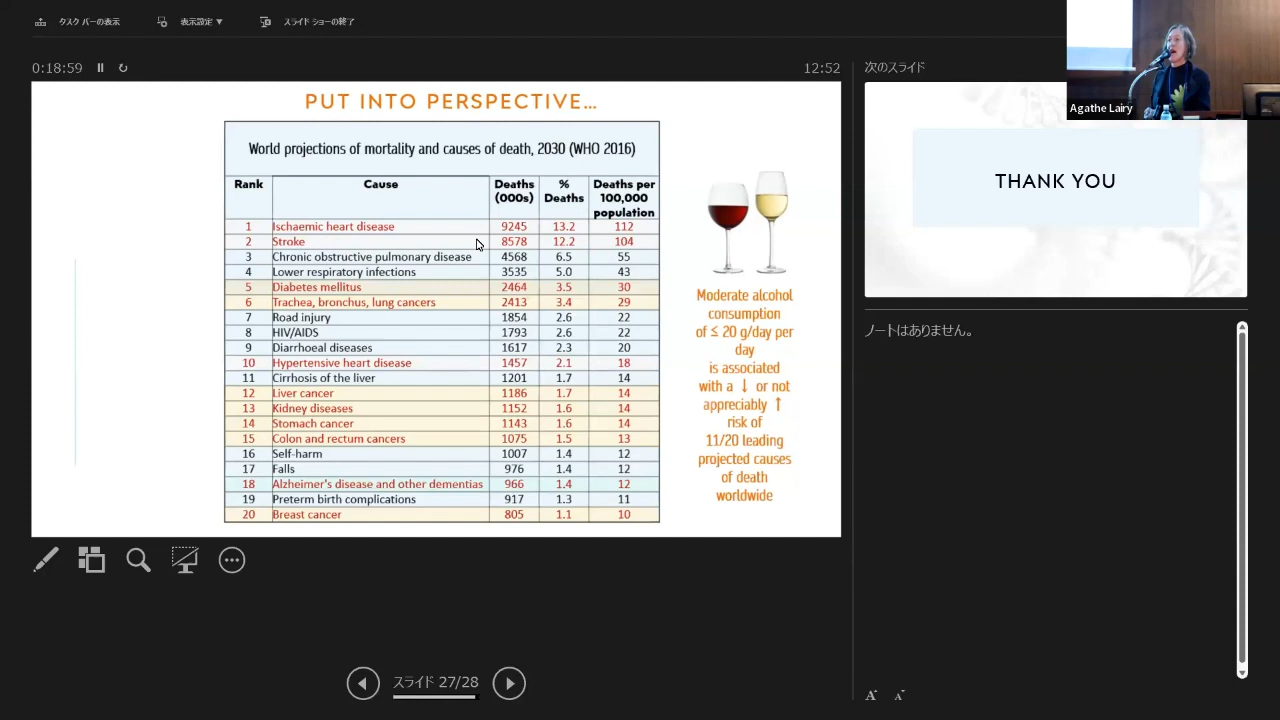 タスク バーの表示 表示設定 ▼ スライド ショーの終了
0:18:59 12:52
PUT INTO PERSPECTIVE…
World projections of mortality and causes of death, 2030 (WHO 2016)
Rank Cause Deaths (000s) % Deaths Deaths per 100,000 population
1 Ischaemic heart disease 9245 13.2 112
2 Stroke 8578 12.2 104
3 Chronic obstructive pulmonary disease 4568 6.5 55
4 Lower respiratory infections 3535 5.0 43
5 Diabetes mellitus 2464 3.5 30
6 Trachea, bronchus, lung cancers 2413 3.4 29
7 Road injury 1854 2.6 22
8 HIV/AIDS 1793 2.6 22
9 Diarrhoeal diseases 1617 2.3 20
10 Hypertensive heart disease 1457 2.1 18
11 Cirrhosis of the liver 1201 1.7 14
12 Liver cancer 1186 1.7 14
13 Kidney diseases 1152 1.6 14
14 Stomach cancer 1143 1.6 14
15 Colon and rectum cancers 1075 1.5 13
16 Self-harm 1007 1.4 12
17 Falls 976 1.4 12
18 Alzheimer's disease and other dementias 966 1.4 12
19 Preterm birth complications 917 1.3 11
20 Breast cancer 805 1.1 10
Moderate alcohol
consumption
of ≤ 20 g/day per
day
is associated
with a ↓ or not
appreciably ↑
risk of
11/20 leading
projected causes
of death
worldwide
スライド 27/28
次のスライド
Agathe Lairy
THANK YOU
ノートはありません。
A A